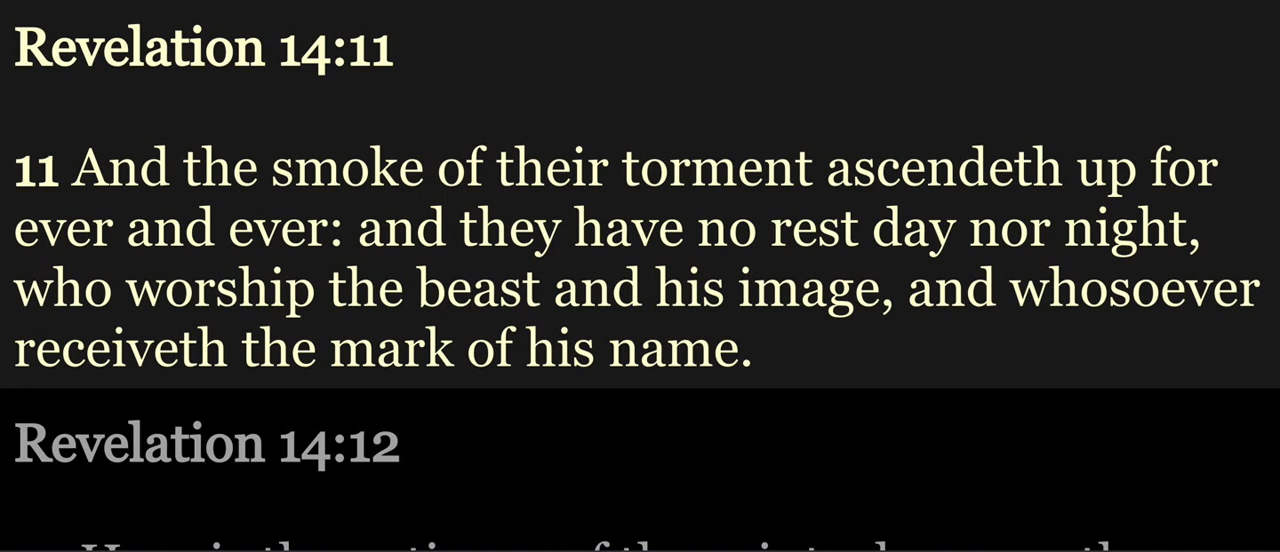 Revelation 14:11
11 And the smoke of their torment ascendeth up for
ever and ever: and they have no rest day nor night,
who worship the beast and his image, and whosoever
receiveth the mark of his name.
Revelation 14:12